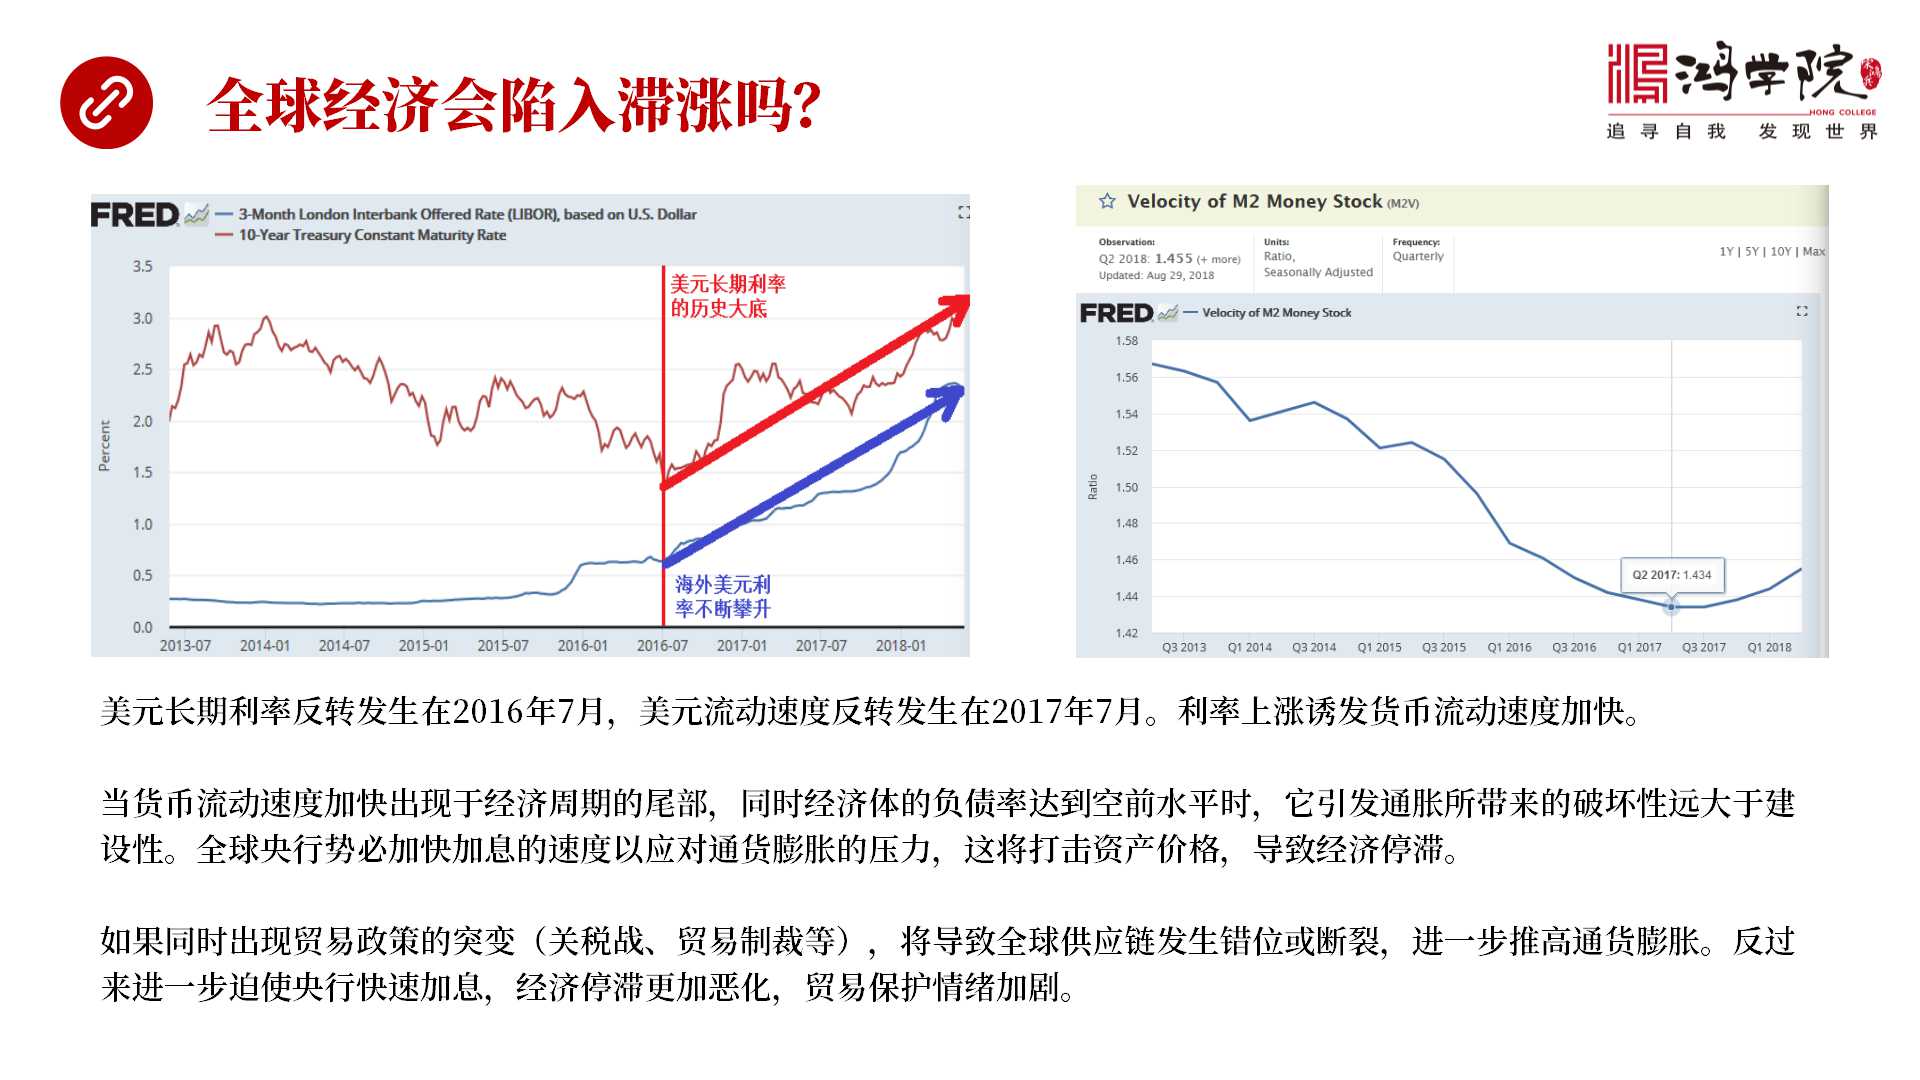 全球经济会陷入滞涨吗？
鸿学院
HONG COLLEGE
追寻自我 发现世界
FRED
3-Month London Interbank Offered Rate (LIBOR), based on U.S. Dollar
10-Year Treasury Constant Maturity Rate
3.5
3.0
2.5
2.0
1.5
1.0
0.5
0.0
Percent
美元长期利率
的历史大底
海外美元利
率不断攀升
2013-07 2014-01 2014-07 2015-01 2015-07 2016-01 2016-07 2017-01 2017-07 2018-01
Velocity of M2 Money Stock (M2V)
Observation:
Q2 2018: 1.455 (+ more)
Updated: Aug 29, 2018
Units:
Ratio,
Seasonally Adjusted
Frequency:
Quarterly
1Y | 5Y | 10Y | Max
FRED
Velocity of M2 Money Stock
1.58
1.56
1.54
1.52
1.50
1.48
1.46
1.44
1.42
Ratio
Q2 2017: 1.434
Q3 2013 Q1 2014 Q3 2014 Q1 2015 Q3 2015 Q1 2016 Q3 2016 Q1 2017 Q3 2017 Q1 2018
美元长期利率反转发生在2016年7月，美元流动速度反转发生在2017年7月。利率上涨诱发货币流动速度加快。
当货币流动速度加快出现于经济周期的尾部，同时经济体的负债率达到空前水平时，它引发通胀所带来的破坏性远大于建
设性。全球央行势必加快加息的速度以应对通货膨胀的压力，这将打击资产价格，导致经济停滞。
如果同时出现贸易政策的突变（关税战、贸易制裁等），将导致全球供应链发生错位或断裂，进一步推高通货膨胀。反过
来进一步迫使央行快速加息，经济停滞更加恶化，贸易保护情绪加剧。